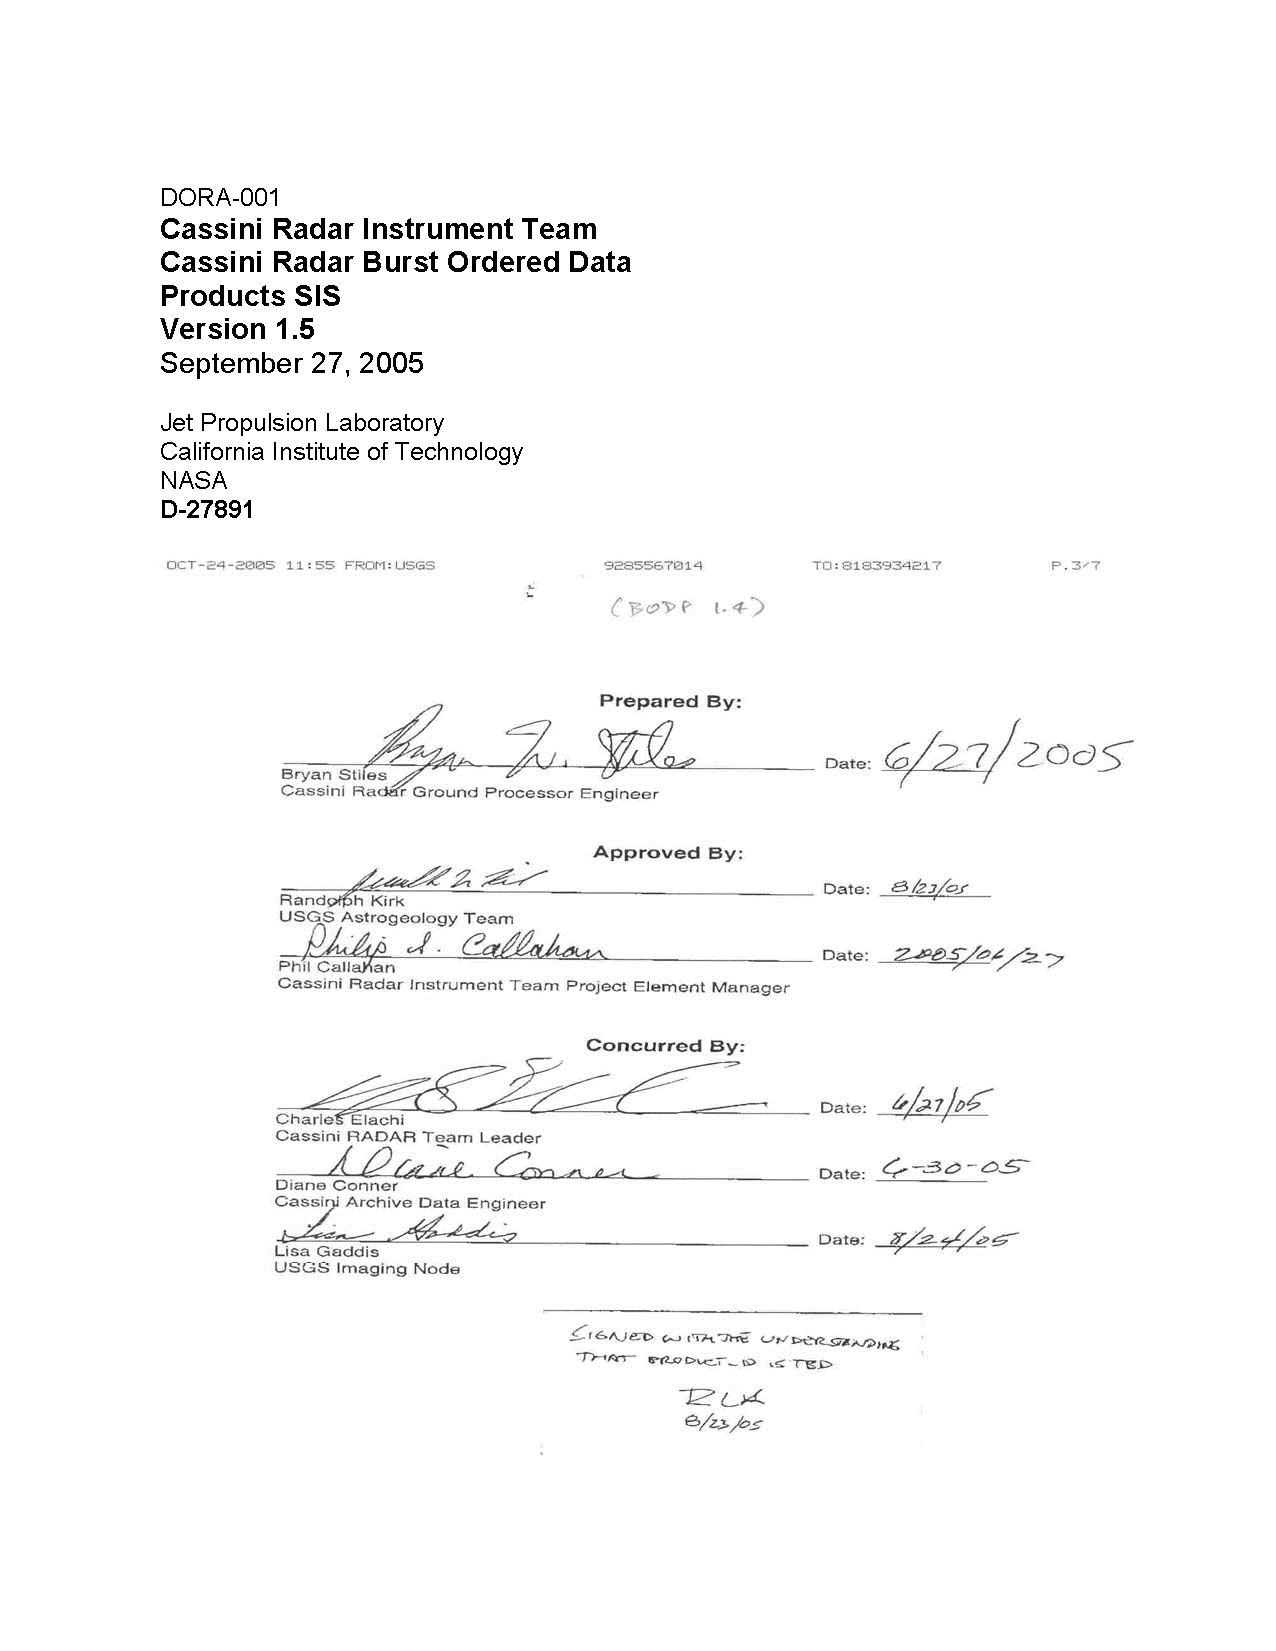 DORA-001
Cassini Radar Instrument Team
Cassini Radar Burst Ordered Data
Products SIS
Version 1.5
September 27, 2005
Jet Propulsion Laboratory
California Institute of Technology
NASA
D-27891
OCT-24-2005 11:55 FROM:USGS 9285567014 TO:8183934217 P.3/7
(BODP 1.4)
Prepared By:
Bryan W. Stiles Date: 6/27/2005
Bryan Stiles
Cassini Radar Ground Processor Engineer
Approved By:
Date: 8/23/05
Randolph Kirk
USGS Astrogeology Team
Philip S. Callahan Date: 2005/06/27
Phil Callahan
Cassini Radar Instrument Team Project Element Manager
Concurred By:
Date: 6/27/05
Charles Elachi
Cassini RADAR Team Leader
Diane Conner Date: 6-30-05
Diane Conner
Cassini Archive Data Engineer
Lisa Gaddis Date: 8/24/05
Lisa Gaddis
USGS Imaging Node
SIGNED WITH THE UNDERSTANDING
THAT PRODUCT_ID IS TBD
8/23/05